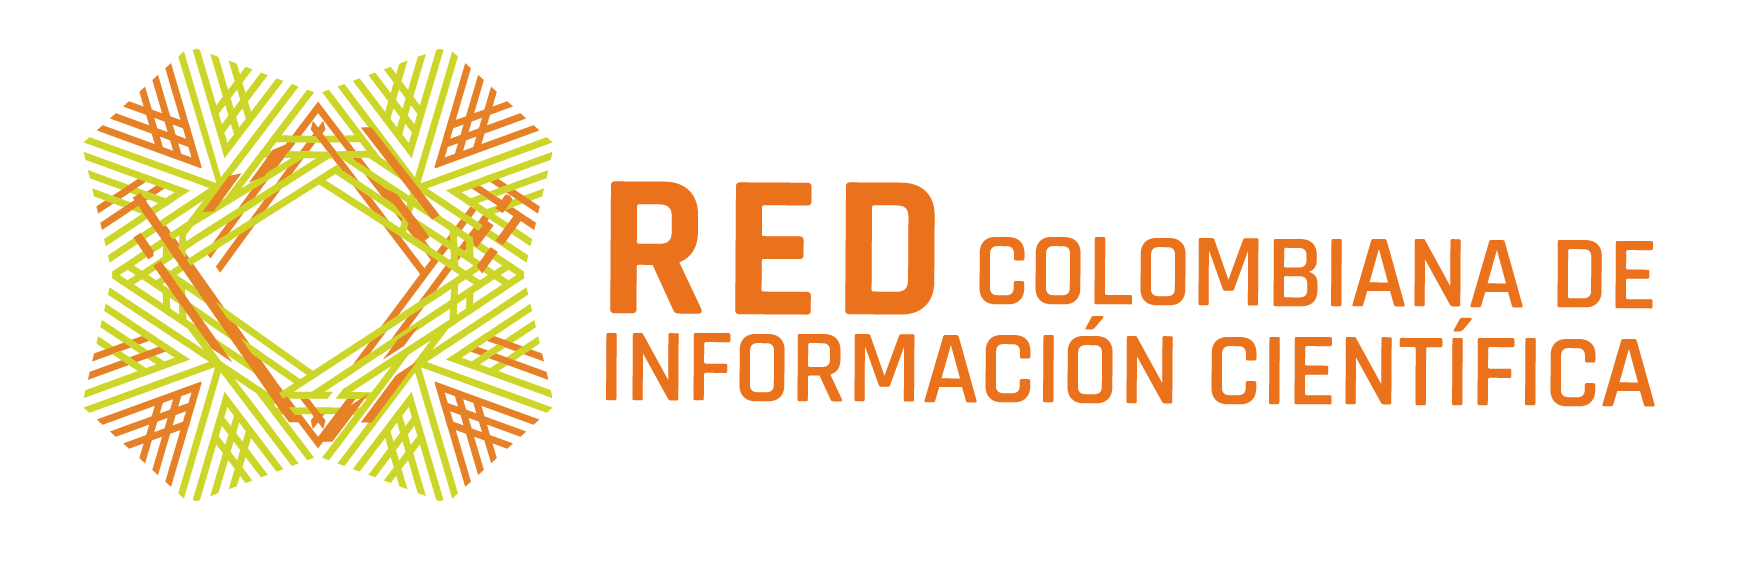 RED COLOMBIANA DE
INFORMACIÓN CIENTÍFICA